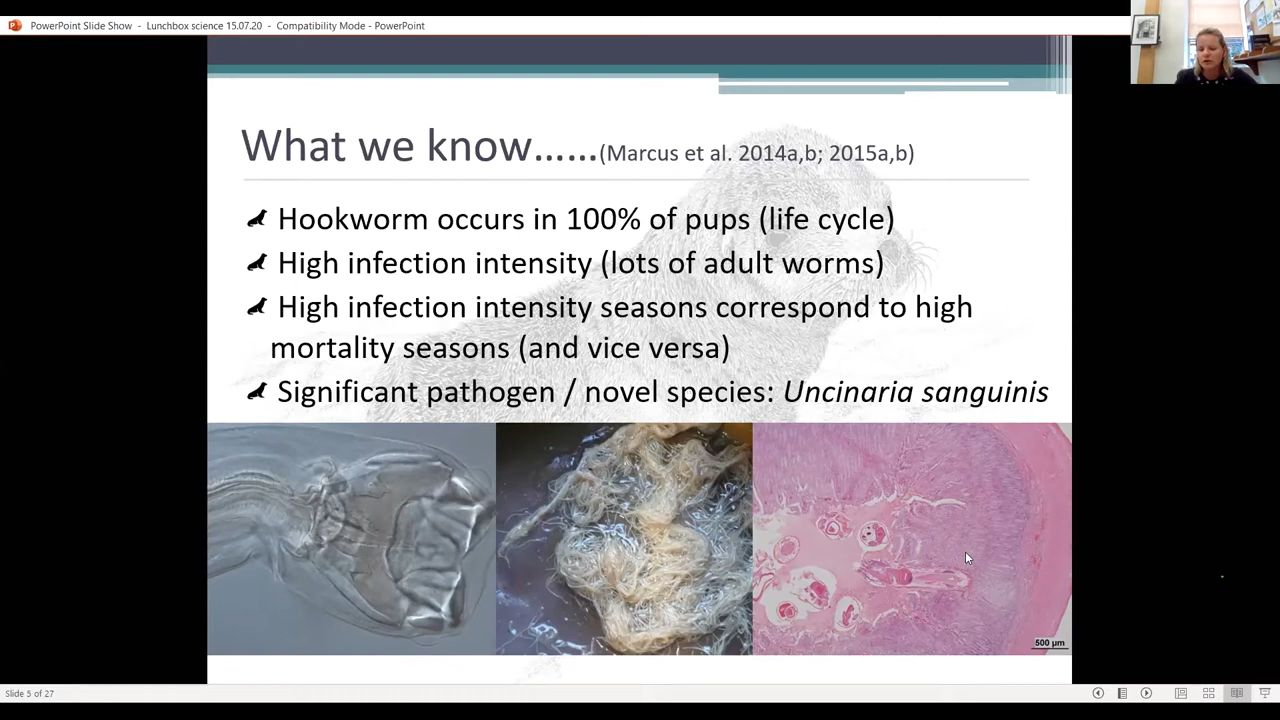 PowerPoint Slide Show - Lunchbox science 15.07.20 - Compatibility Mode - PowerPoint
What we know……(Marcus et al. 2014a,b; 2015a,b)
Hookworm occurs in 100% of pups (life cycle)
High infection intensity (lots of adult worms)
High infection intensity seasons correspond to high
mortality seasons (and vice versa)
Significant pathogen / novel species: Uncinaria sanguinis
500 µm
Slide 5 of 27